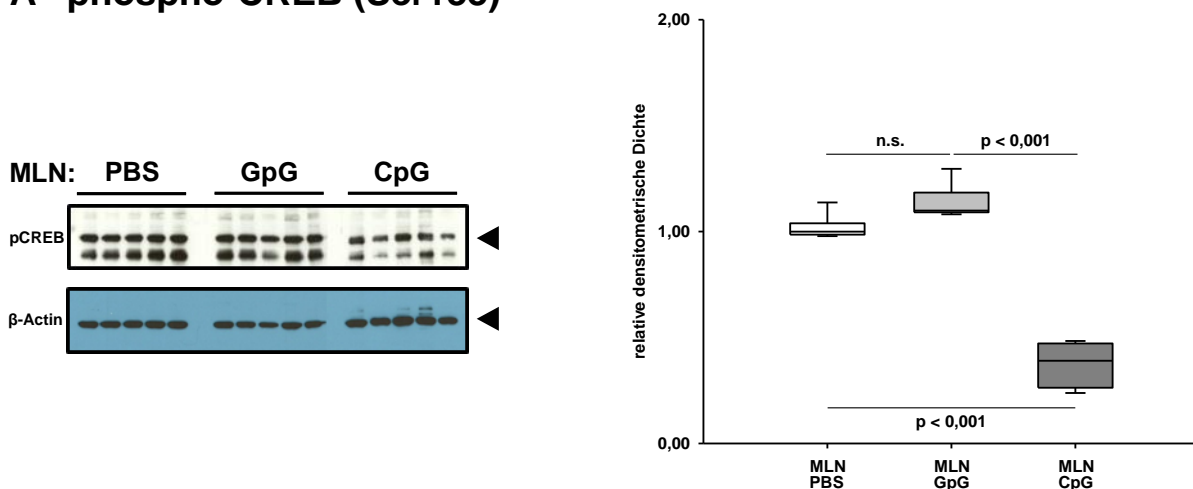 A phospho-CREB (Ser133)
MLN: PBS GpG CpG
pCREB
β-Actin
relative densitometrische Dichte
2,00
1,00
0,00
n.s.
p < 0,001
p < 0,001
MLN
PBS
MLN
GpG
MLN
CpG